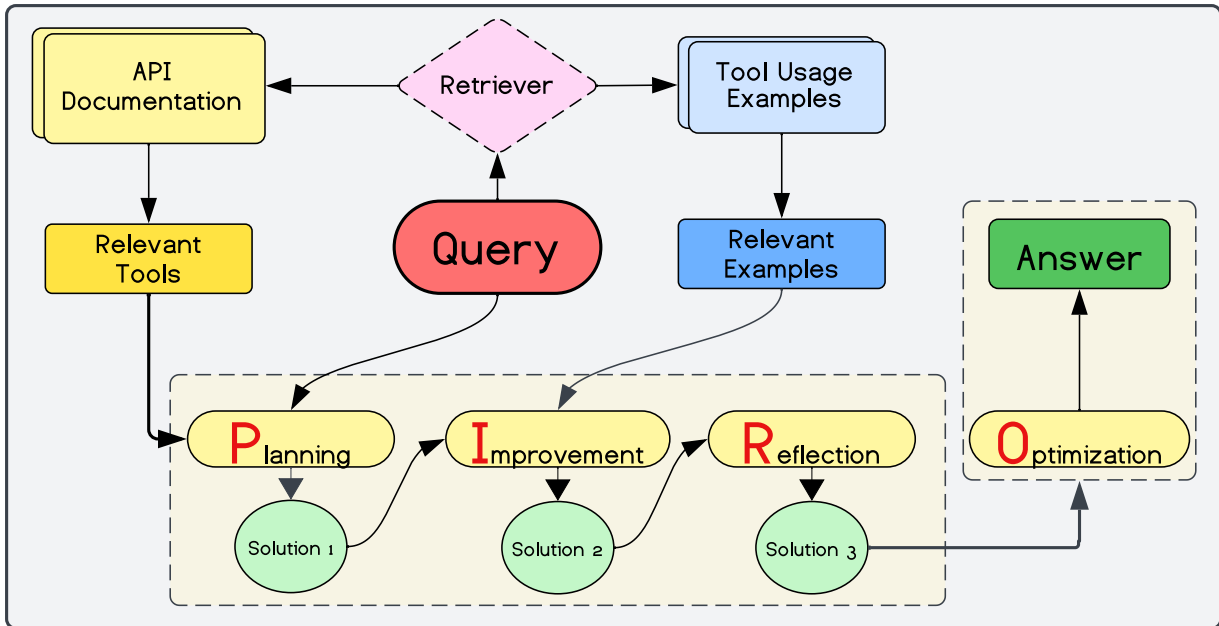 API
Documentation
Retriever
Tool Usage
Examples
Relevant
Tools
Query
Relevant
Examples
Answer
Planning
Improvement
Reflection
Optimization
Solution 1
Solution 2
Solution 3